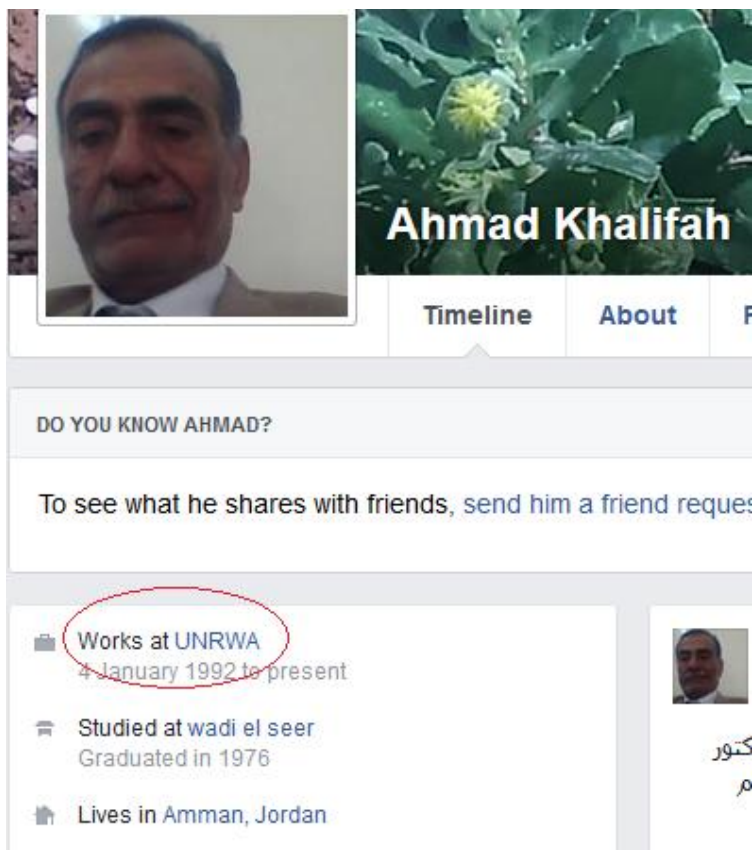 Ahmad Khalifah
Timeline
About
DO YOU KNOW AHMAD?
To see what he shares with friends, send him a friend
Works at UNRWA
4 January 1992 to present
Studied at wadi el seer
Graduated in 1976
Lives in Amman, Jordan